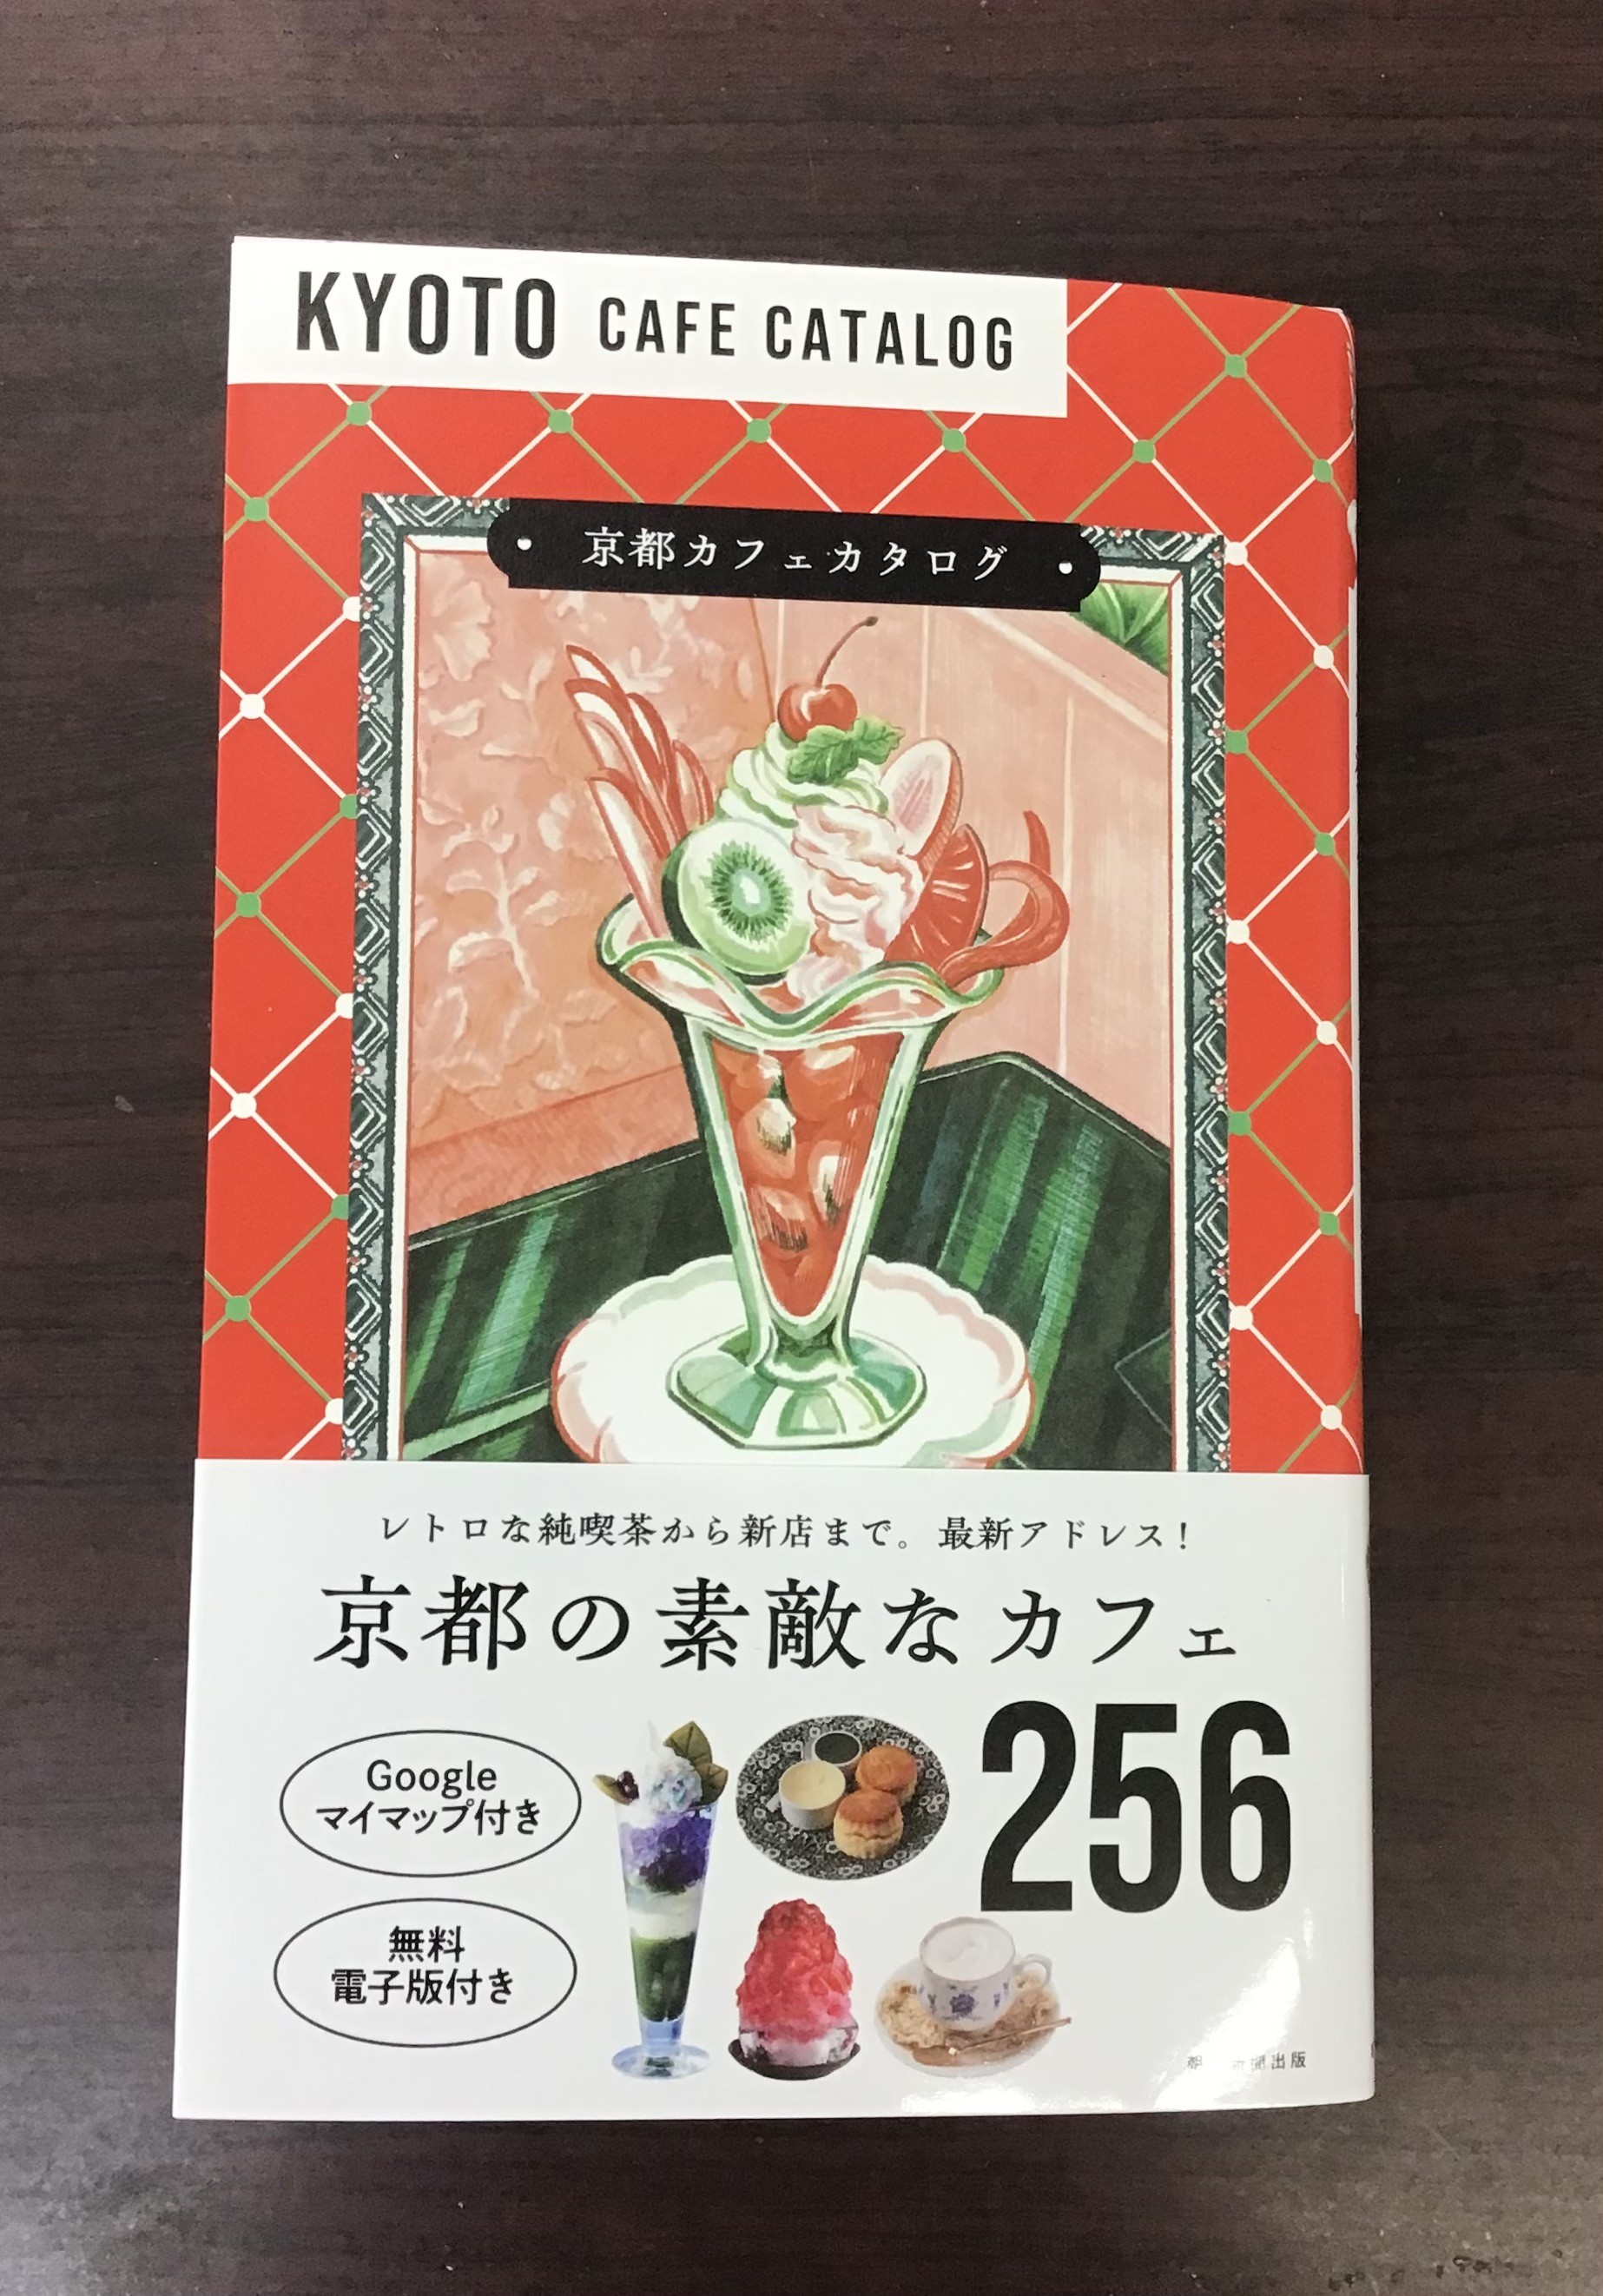 KYOTO CAFE CATALOG
京都カフェカタログ
レトロな純喫茶から新店まで。最新アドレス！
京都の素敵なカフェ
256
Google
マイマップ付き
無料
電子版付き